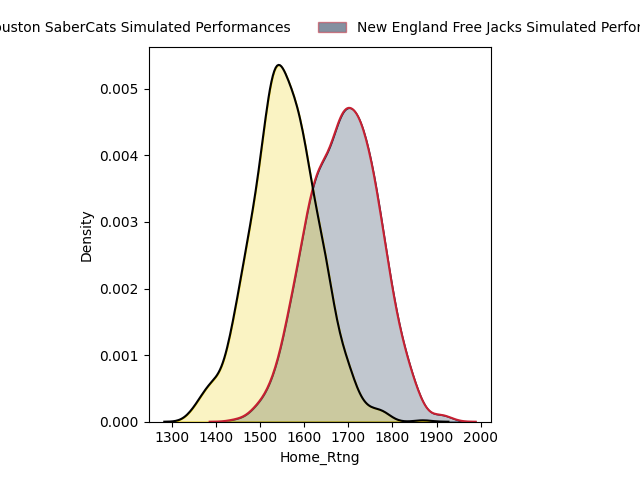 uston SaberCats Simulated Performances
New England Free Jacks Simulated Perfor
0.005
0.004
0.003
0.002
0.001
0.000
Density
1300 1400 1500 1600 1700 1800 1900 2000
Home_Rtng